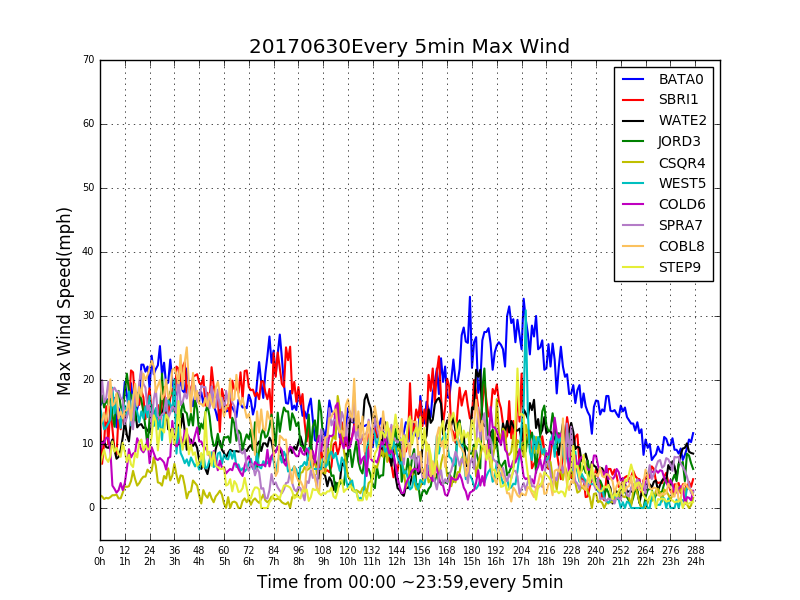 20170630Every 5min Max Wind
Max Wind Speed(mph)
70
60
50
40
30
20
10
0
BATA0
SBRI1
WATE2
JORD3
CSQR4
WEST5
COLD6
SPRA7
COBL8
STEP9
0 12 24 36 48 60 72 84 96 108 120 132 144 156 168 180 192 204 216 228 240 252 264 276 288
0h 1h 2h 3h 4h 5h 6h 7h 8h 9h 10h 11h 12h 13h 14h 15h 16h 17h 18h 19h 20h 21h 22h 23h 24h
Time from 00:00 ~23:59,every 5min